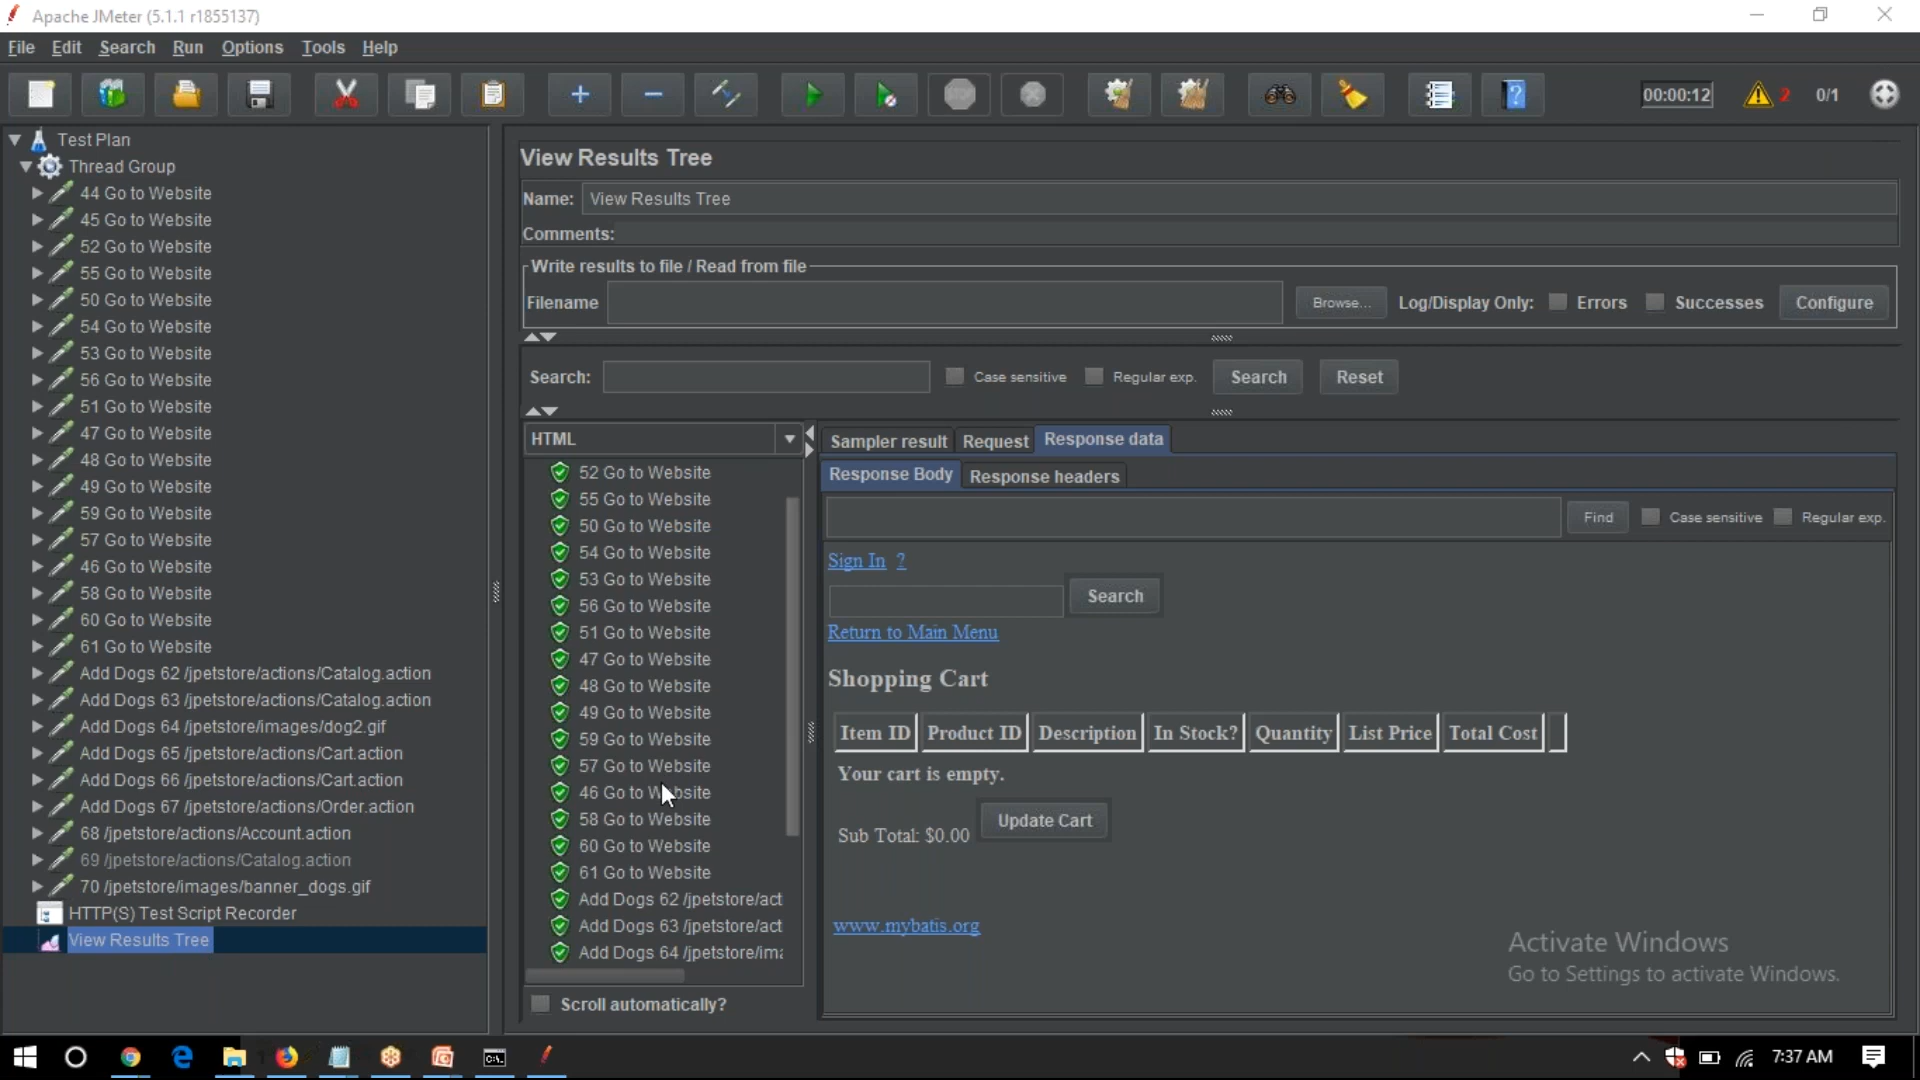 Apache JMeter (5.1.1 r1855137)
File Edit Search Run Options Tools Help
00:00:12 2 0/1
Test Plan
Thread Group
44 Go to Website
45 Go to Website
52 Go to Website
55 Go to Website
50 Go to Website
54 Go to Website
53 Go to Website
56 Go to Website
51 Go to Website
47 Go to Website
48 Go to Website
49 Go to Website
59 Go to Website
57 Go to Website
46 Go to Website
58 Go to Website
60 Go to Website
61 Go to Website
Add Dogs 62 /jpetstore/actions/Catalog.action
Add Dogs 63 /jpetstore/actions/Catalog.action
Add Dogs 64 /jpetstore/images/dog2.gif
Add Dogs 65 /jpetstore/actions/Cart.action
Add Dogs 66 /jpetstore/actions/Cart.action
Add Dogs 67 /jpetstore/actions/Order.action
68 /jpetstore/actions/Account.action
69 /jpetstore/actions/Catalog.action
70 /jpetstore/images/banner_dogs.gif
HTTP(S) Test Script Recorder
View Results Tree
View Results Tree
Name: View Results Tree
Comments:
Write results to file / Read from file
Filename Browse... Log/Display Only: Errors Successes Configure
Search: Case sensitive Regular exp. Search Reset
HTML
52 Go to Website
55 Go to Website
50 Go to Website
54 Go to Website
53 Go to Website
56 Go to Website
51 Go to Website
47 Go to Website
48 Go to Website
49 Go to Website
59 Go to Website
57 Go to Website
46 Go to Website
58 Go to Website
60 Go to Website
61 Go to Website
Add Dogs 62 /jpetstore/act
Add Dogs 63 /jpetstore/act
Add Dogs 64 /jpetstore/ima
Scroll automatically?
Sampler result Request Response data
Response Body Response headers
Find Case sensitive Regular exp.
Sign In ?
Search
Return to Main Menu
Shopping Cart
Item ID Product ID Description In Stock? Quantity List Price Total Cost
Your cart is empty.
Sub Total: $0.00 Update Cart
www.mybatis.org
Activate Windows
Go to Settings to activate Windows.
7:37 AM